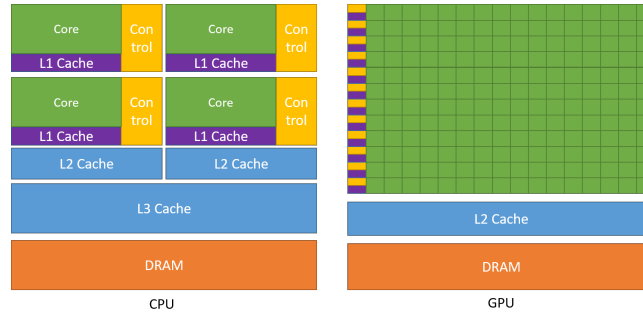 Core
Con
trol
L1 Cache
Core
Con
trol
L1 Cache
Core
Con
trol
L1 Cache
Core
Con
trol
L1 Cache
L2 Cache
L2 Cache
L3 Cache
DRAM
CPU
L2 Cache
DRAM
GPU